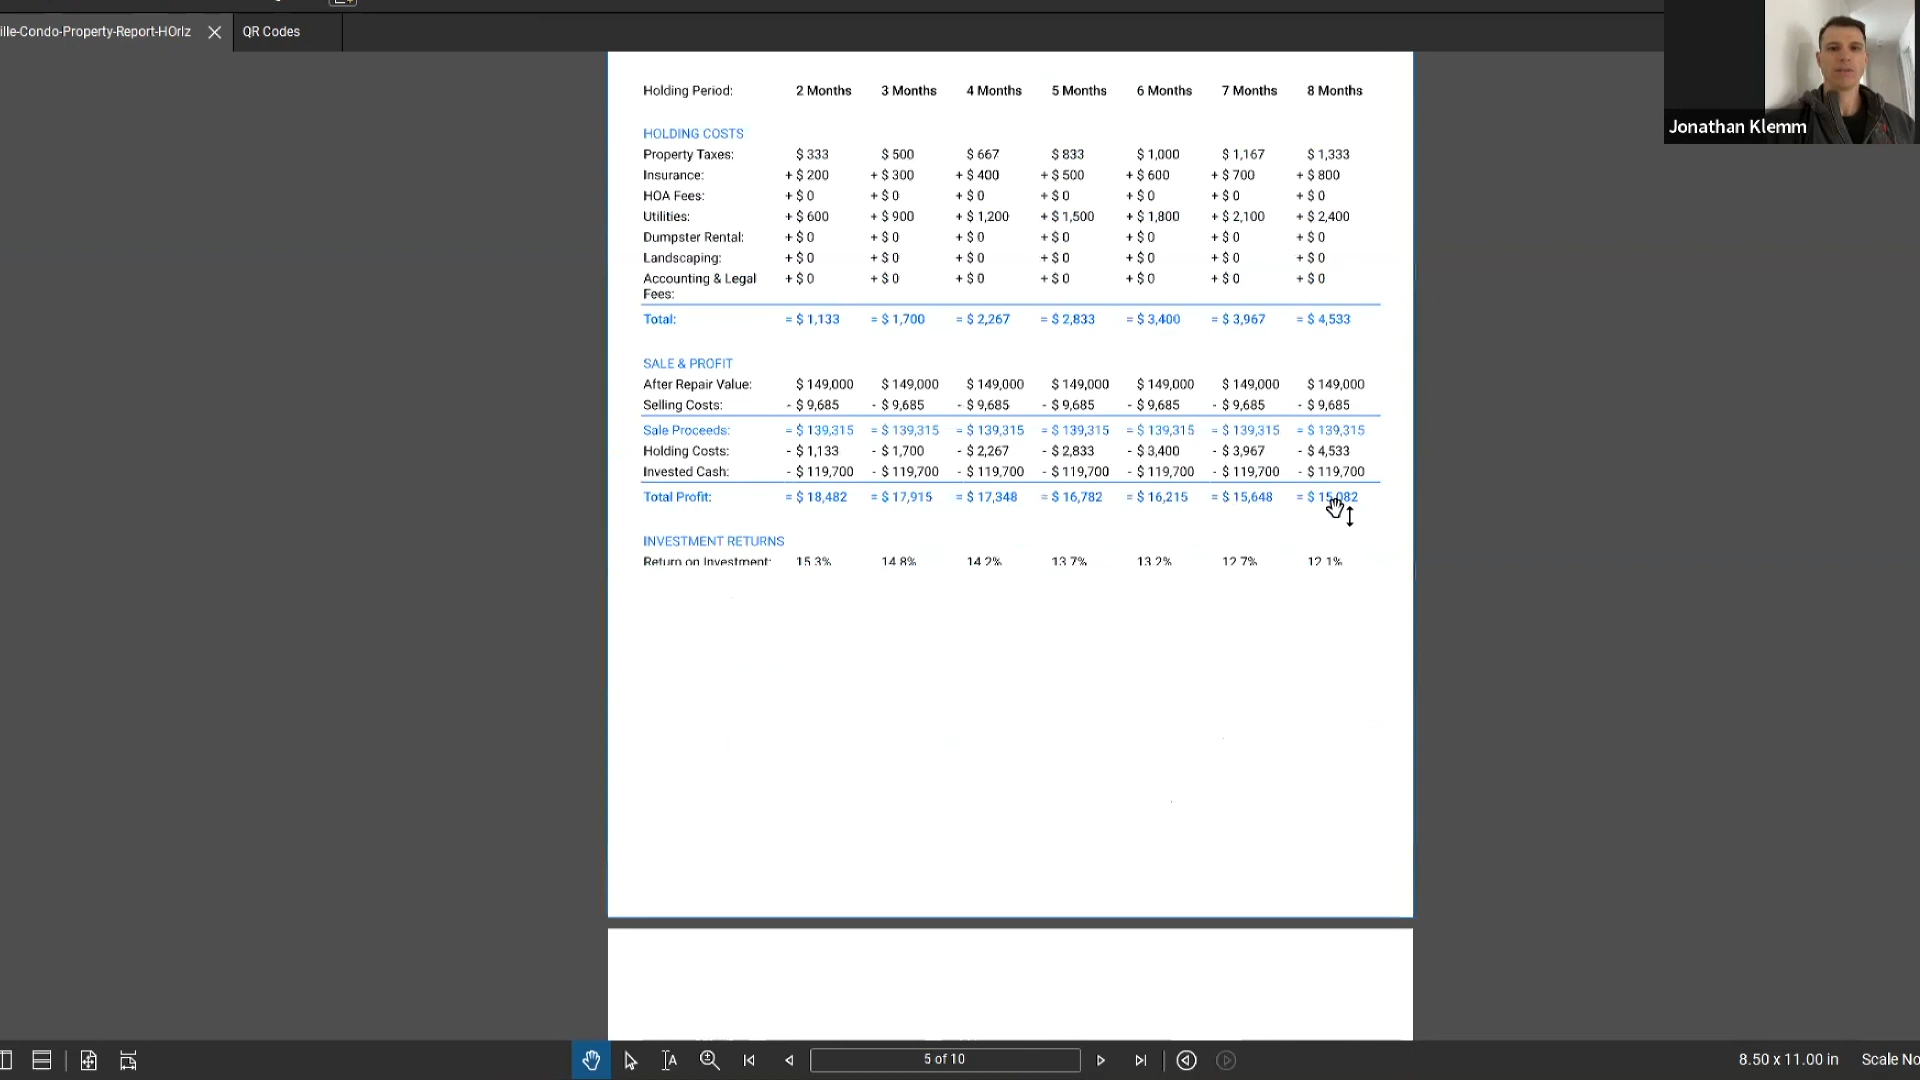 ille-Condo-Property-Report-HOrlz QR Codes
Jonathan Klemm
Holding Period: 2 Months 3 Months 4 Months 5 Months 6 Months 7 Months 8 Months
HOLDING COSTS
Property Taxes: $ 333 $ 500 $ 667 $ 833 $ 1,000 $ 1,167 $ 1,333
Insurance: + $ 200 + $ 300 + $ 400 + $ 500 + $ 600 + $ 700 + $ 800
HOA Fees: + $ 0 + $ 0 + $ 0 + $ 0 + $ 0 + $ 0 + $ 0
Utilities: + $ 600 + $ 900 + $ 1,200 + $ 1,500 + $ 1,800 + $ 2,100 + $ 2,400
Dumpster Rental: + $ 0 + $ 0 + $ 0 + $ 0 + $ 0 + $ 0 + $ 0
Landscaping: + $ 0 + $ 0 + $ 0 + $ 0 + $ 0 + $ 0 + $ 0
Accounting & Legal + $ 0 + $ 0 + $ 0 + $ 0 + $ 0 + $ 0 + $ 0
Fees:
Total: = $ 1,133 = $ 1,700 = $ 2,267 = $ 2,833 = $ 3,400 = $ 3,967 = $ 4,533
SALE & PROFIT
After Repair Value: $ 149,000 $ 149,000 $ 149,000 $ 149,000 $ 149,000 $ 149,000 $ 149,000
Selling Costs: - $ 9,685 - $ 9,685 - $ 9,685 - $ 9,685 - $ 9,685 - $ 9,685 - $ 9,685
Sale Proceeds: = $ 139,315 = $ 139,315 = $ 139,315 = $ 139,315 = $ 139,315 = $ 139,315 = $ 139,315
Holding Costs: - $ 1,133 - $ 1,700 - $ 2,267 - $ 2,833 - $ 3,400 - $ 3,967 - $ 4,533
Invested Cash: - $ 119,700 - $ 119,700 - $ 119,700 - $ 119,700 - $ 119,700 - $ 119,700 - $ 119,700
Total Profit: = $ 18,482 = $ 17,915 = $ 17,348 = $ 16,782 = $ 16,215 = $ 15,648 = $ 15,082
INVESTMENT RETURNS
Return on Investment: 15.3% 14.8% 14.2% 13.7% 13.2% 12.7% 12.1%
5 of 10 8.50 x 11.00 in Scale No